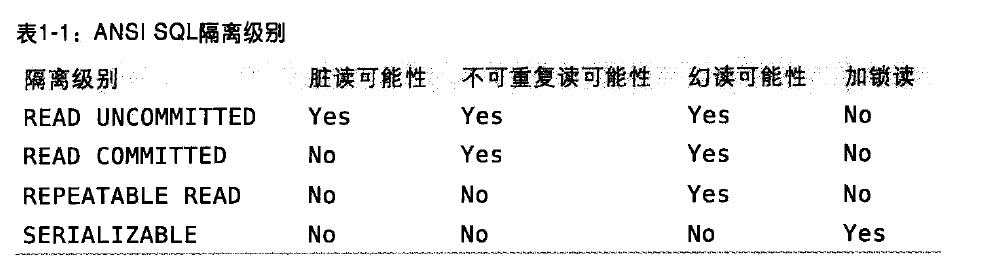 表1-1：ANSI SQL隔离级别
隔离级别 脏读可能性 不可重复读可能性 幻读可能性 加锁读
READ UNCOMMITTED Yes Yes Yes No
READ COMMITTED No Yes Yes No
REPEATABLE READ No No Yes No
SERIALIZABLE No No No Yes